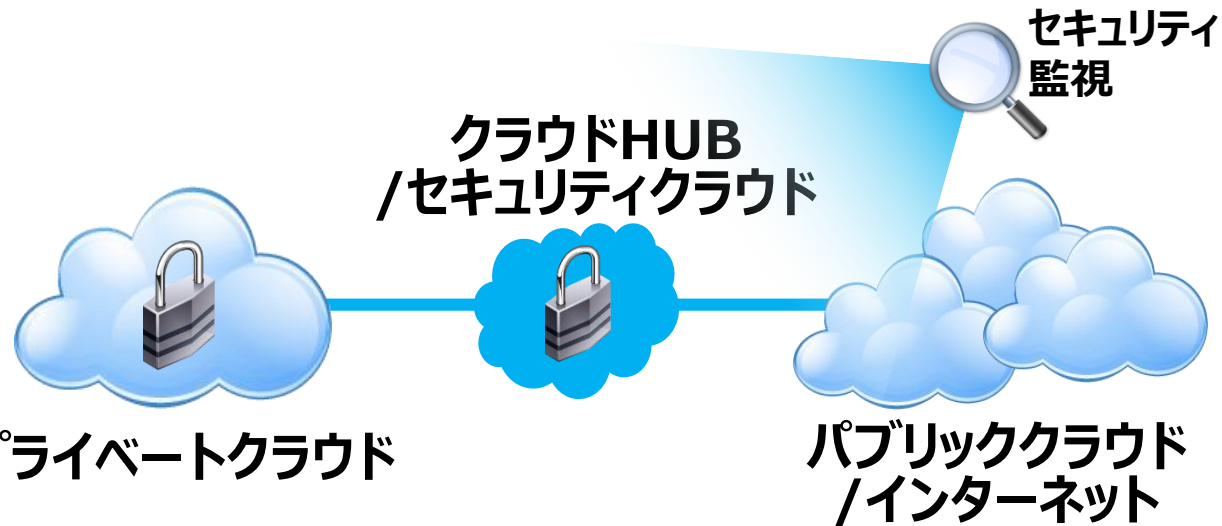 セキュリティ
監視
クラウドHUB
/セキュリティクラウド
プライベートクラウド
パブリッククラウド
/インターネット